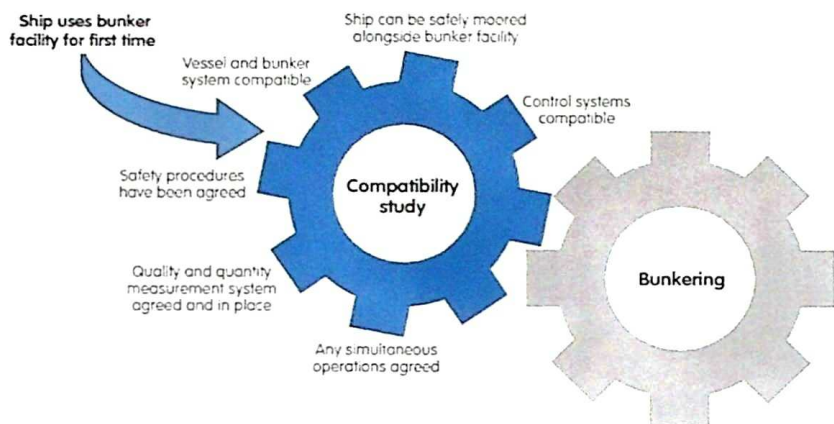 Ship uses bunker
facility for first time
Ship can be safely moored
alongside bunker facility
Vessel and bunker
system compatible
Control systems
compatible
Safety procedures
have been agreed
Compatibility
study
Quality and quantity
measurement system
agreed and in place
Bunkering
Any simultaneous
operations agreed